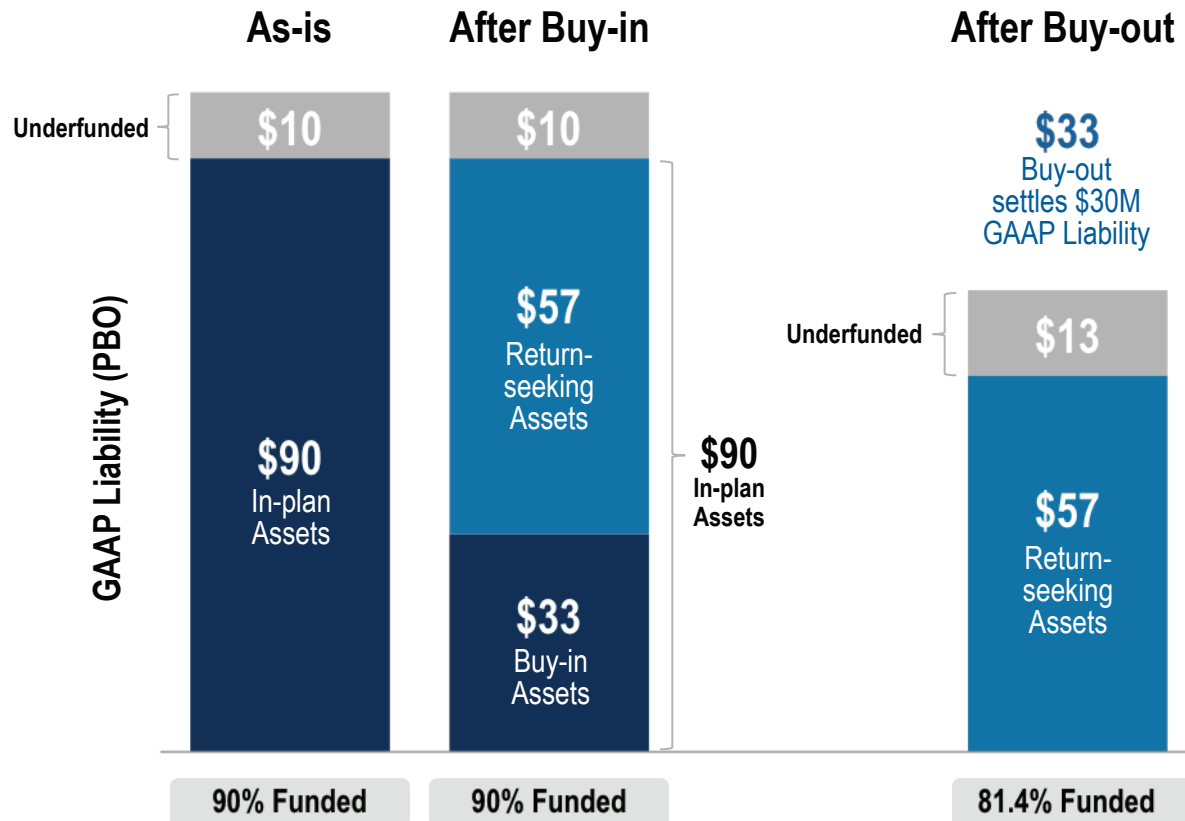 As-is
After Buy-in
After Buy-out
Underfunded
$10
$10
$33
Buy-out
settles $30M
GAAP Liability
GAAP Liability (PBO)
$90
In-plan
Assets
$57
Return-
seeking
Assets
$33
Buy-in
Assets
$90
In-plan
Assets
Underfunded
$13
$57
Return-
seeking
Assets
90% Funded
90% Funded
81.4% Funded